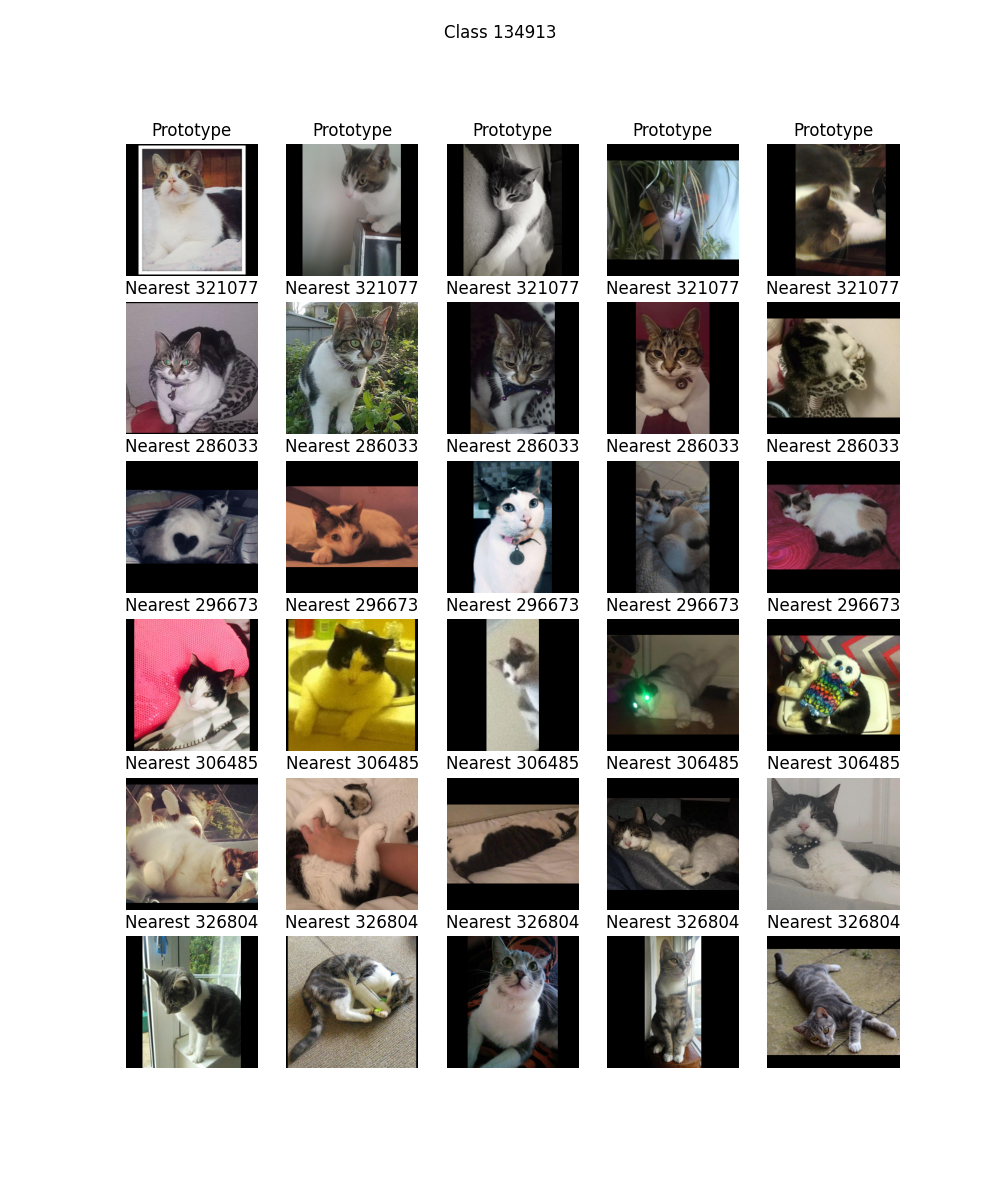 Class 134913
Prototype Prototype Prototype Prototype Prototype
Nearest 321077 Nearest 321077 Nearest 321077 Nearest 321077 Nearest 321077
Nearest 286033 Nearest 286033 Nearest 286033 Nearest 286033 Nearest 286033
Nearest 296673 Nearest 296673 Nearest 296673 Nearest 296673 Nearest 296673
Nearest 306485 Nearest 306485 Nearest 306485 Nearest 306485 Nearest 306485
Nearest 326804 Nearest 326804 Nearest 326804 Nearest 326804 Nearest 326804